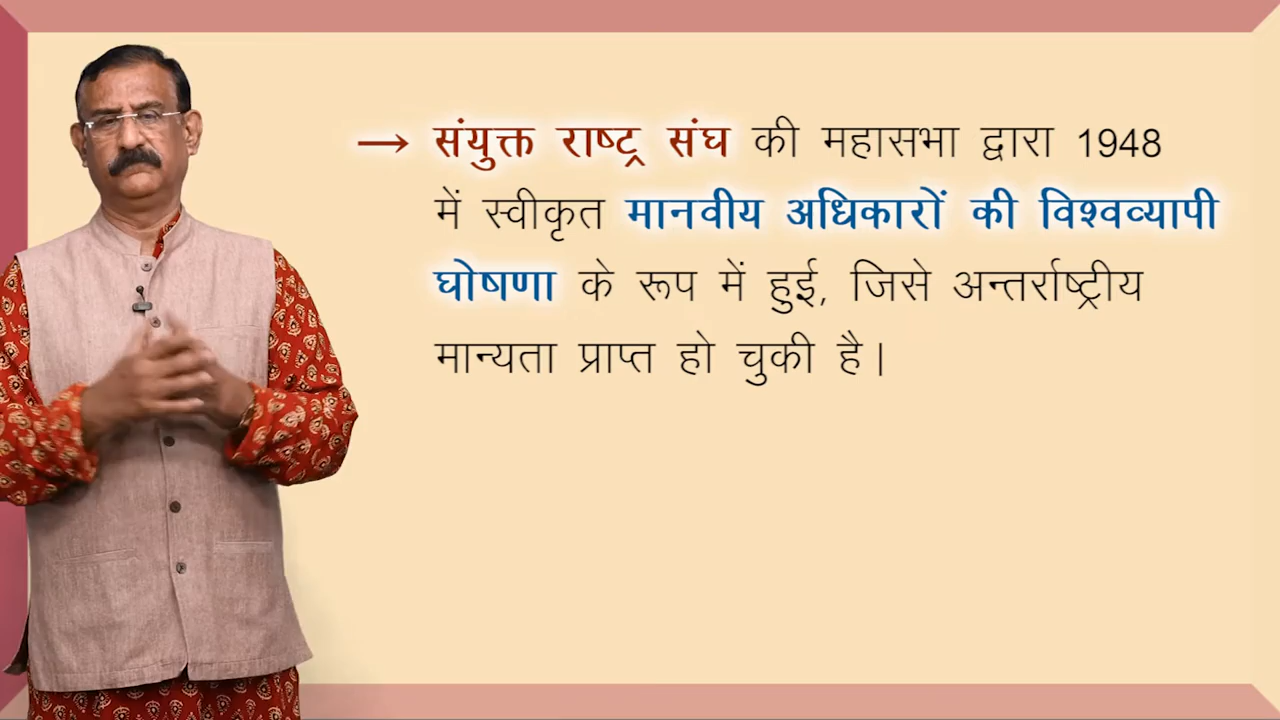 → संयुक्त राष्ट्र संघ की महासभा द्वारा 1948
में स्वीकृत मानवीय अधिकारों की विश्वव्यापी
घोषणा के रूप में हुई, जिसे अन्तर्राष्ट्रीय
मान्यता प्राप्त हो चुकी है।